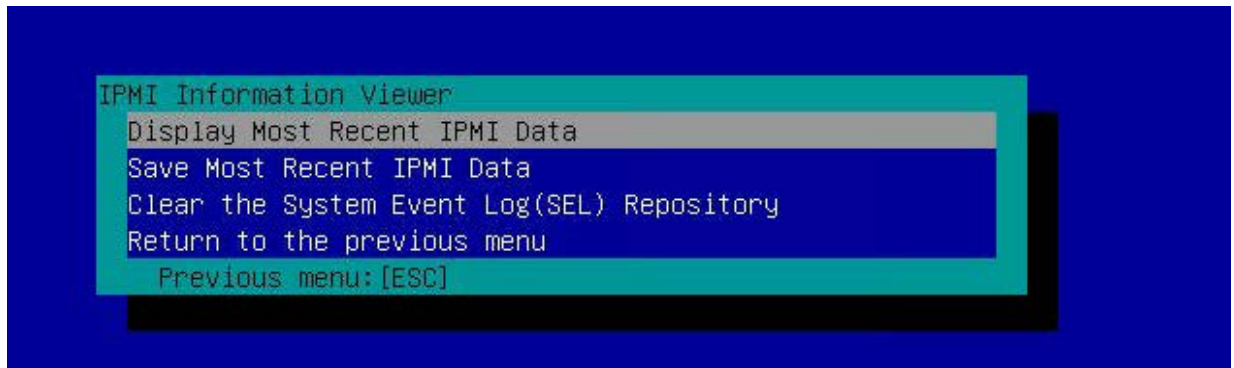 IPMI Information Viewer
Display Most Recent IPMI Data
Save Most Recent IPMI Data
Clear the System Event Log(SEL) Repository
Return to the previous menu
Previous menu:[ESC]